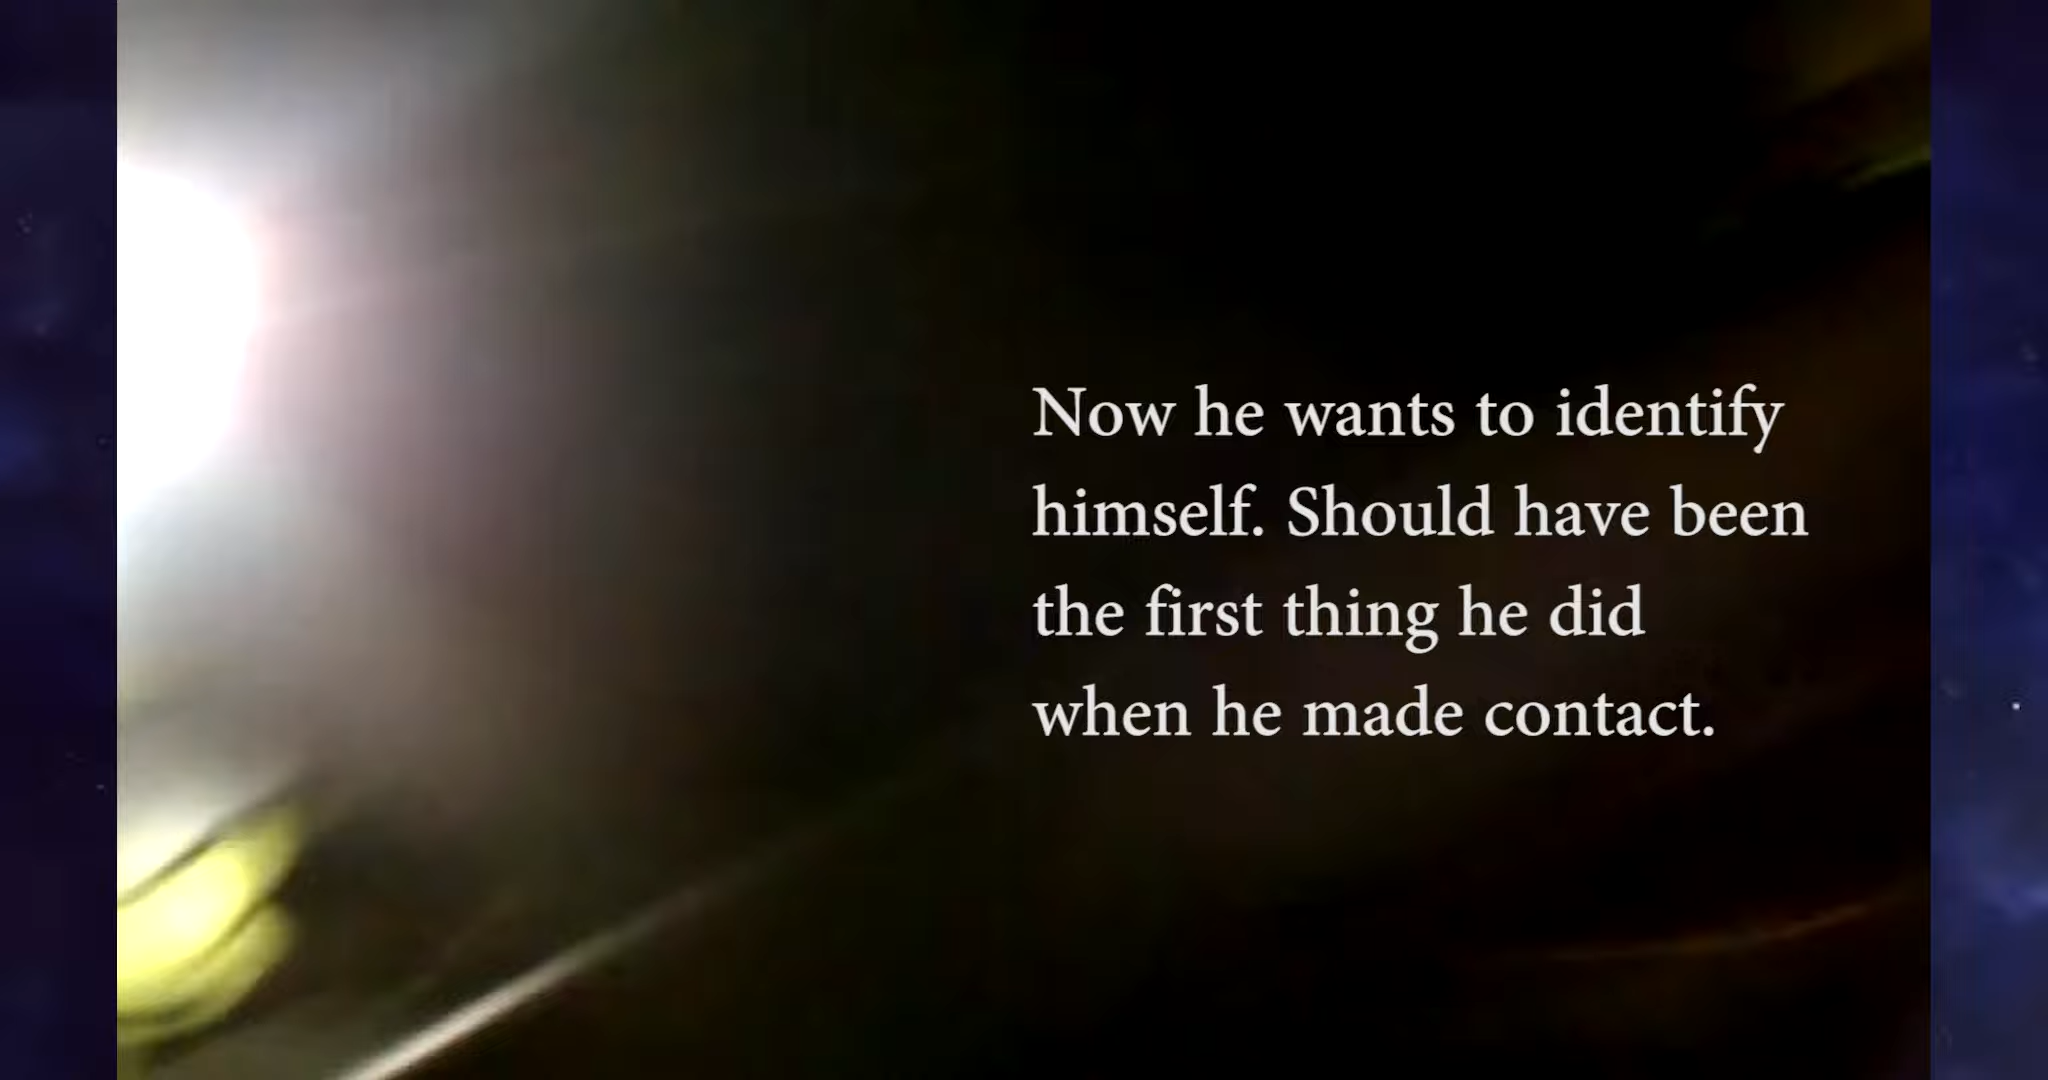 Now he wants to identify
himself. Should have been
the first thing he did
when he made contact.